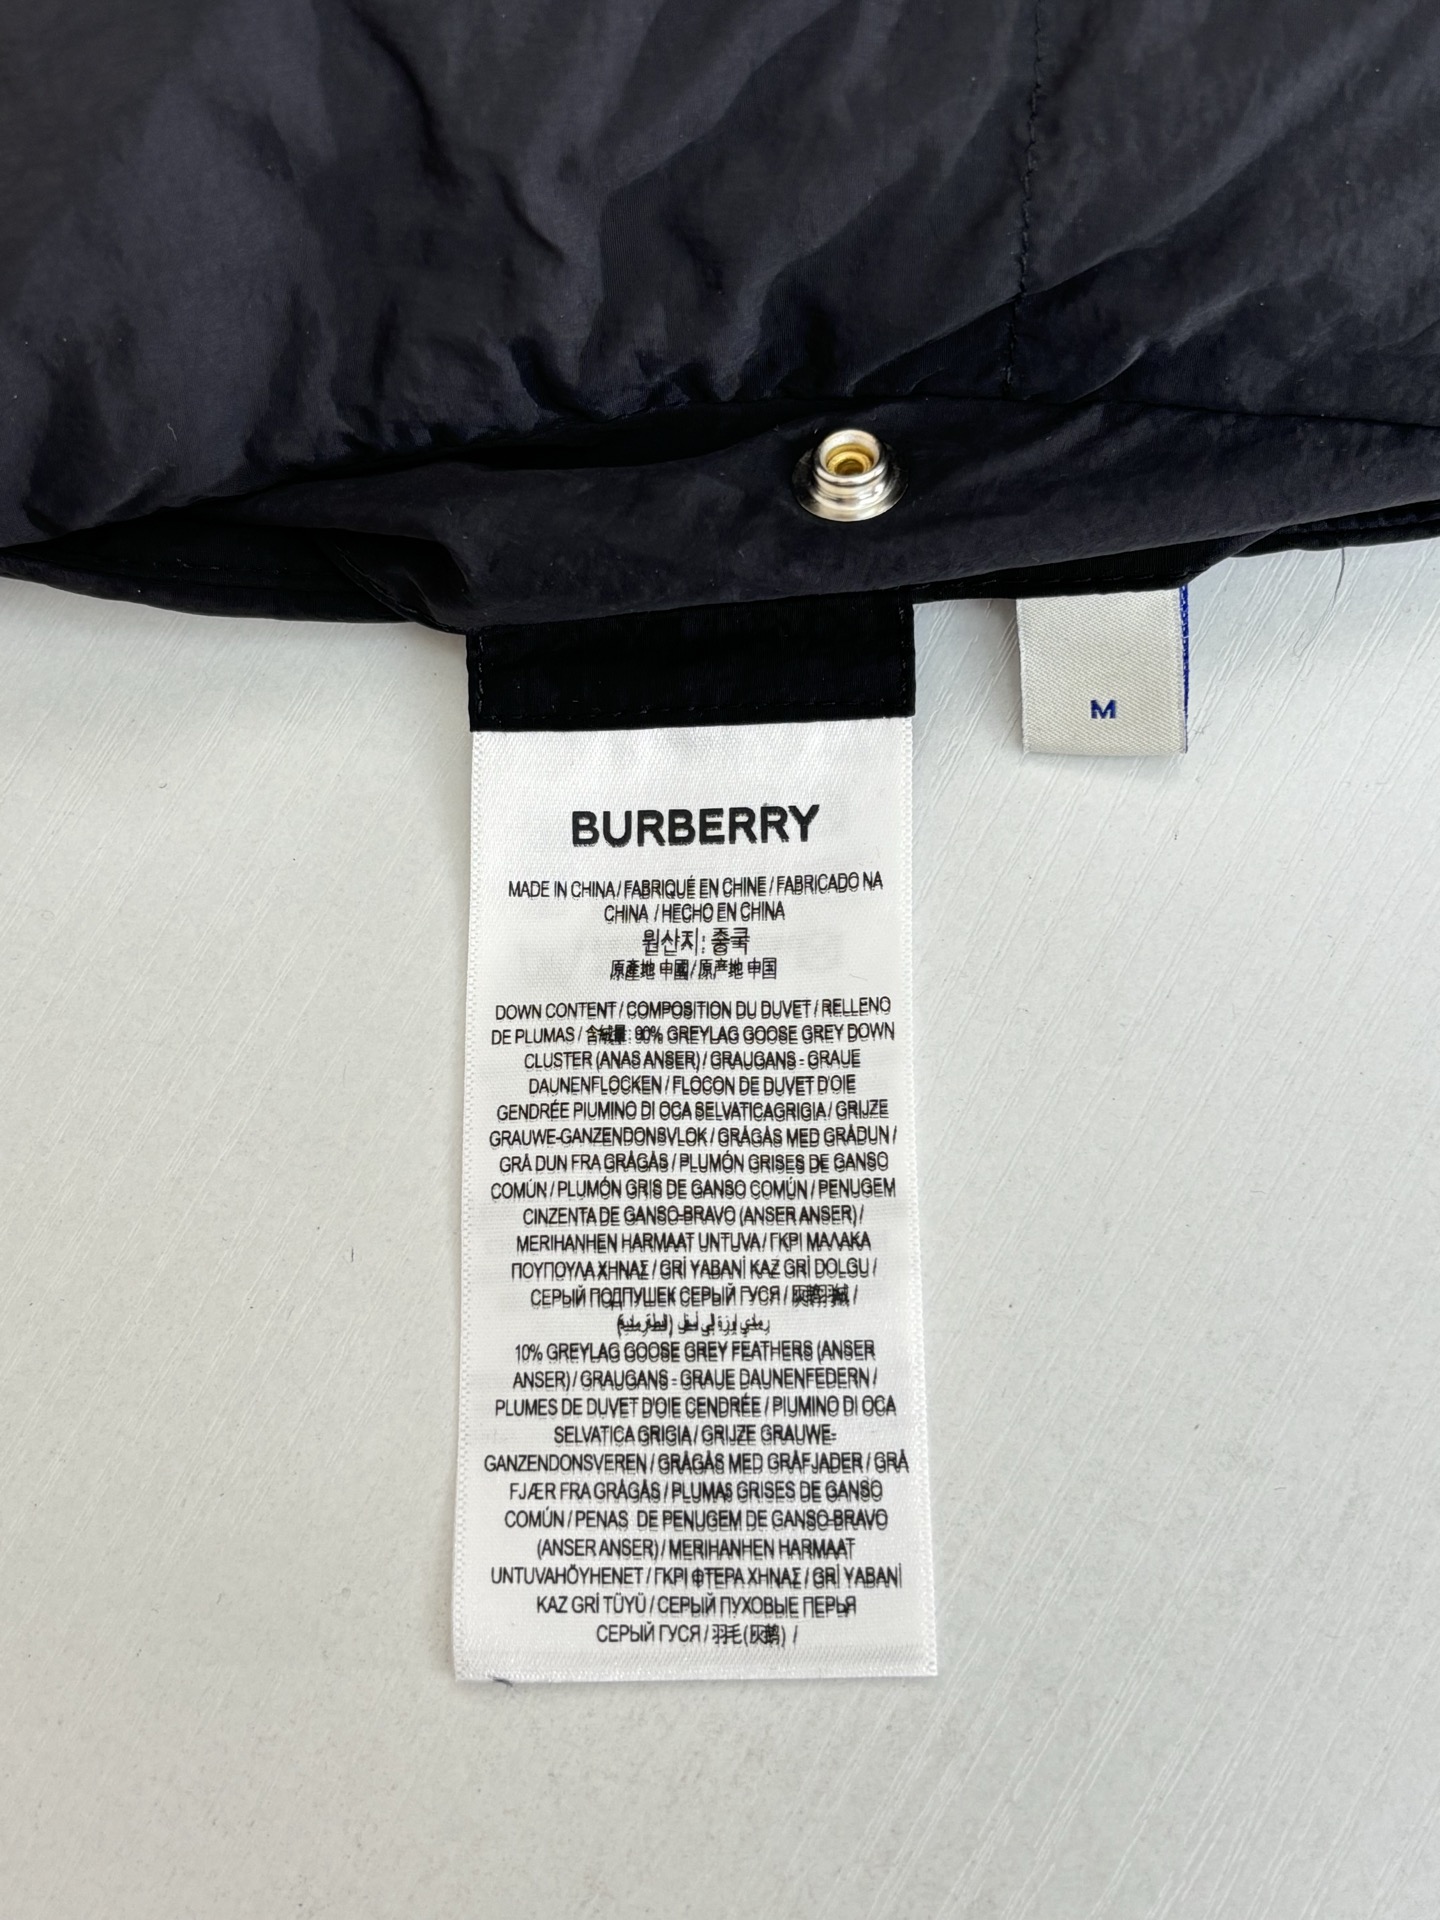 M
BURBERRY
MADE IN CHINA / FABRIQUÉ EN CHINE / FABRICADO NA
CHINA / HECHO EN CHINA
원산지: 중국
原產地 中國 / 原产地 中国
DOWN CONTENT / COMPOSITION DU DUVET / RELLENO
DE PLUMAS / 含絨量: 90% GREYLAG GOOSE GREY DOWN
CLUSTER (ANAS ANSER) / GRAUGANS - GRAUE
DAUNENFLOCKEN / FLOCON DE DUVET D'OIE
GENDRÉE PIUMINO DI OCA SELVATICAGRIGIA / GRIJZE
GRAUWE-GANZENDONSVLOK / GRÅGÅS MED GRÅDUN /
GRÅ DUN FRA GRÅGÅS / PLUMÓN GRISES DE GANSO
COMÚN / PLUMÓN GRIS DE GANSO COMÚN / PENUGEM
CINZENTA DE GANSO-BRAVO (ANSER ANSER) /
MERIHANHEN HARMAAT UNTUVA / ΓΚΡΙ ΜΑΛΑΚΑ
ΠΟΥΠΟΥΛΑ ΧΗΝΑΣ / GRİ YABANİ KAZ GRİ DOLGU /
СЕРЫЙ ПОДПУШЕК СЕРЫЙ ГУСЯ / 灰鹅羽绒 /
رمادي إوزة لي أسفل (البطة رمادية)
10% GREYLAG GOOSE GREY FEATHERS (ANSER
ANSER) / GRAUGANS - GRAUE DAUNENFEDERN /
PLUMES DE DUVET D'OIE CENDRÉE / PIUMINO DI OCA
SELVATICA GRIGIA / GRIJZE GRAUWE-
GANZENDONSVEREN / GRÅGÅS MED GRÅFJADER / GRÅ
FJÆR FRA GRÅGÅS / PLUMAS GRISES DE GANSO
COMÚN / PENAS DE PENUGEM DE GANSO-BRAVO
(ANSER ANSER) / MERIHANHEN HARMAAT
UNTUVAHÖYHENET / ΓΚΡΙ ΦΤΕΡΑ ΧΗΝΑΣ / GRİ YABANİ
KAZ GRİ TÜYÜ / СЕРЫЙ ПУХОВЫЕ ПЕРЬЯ
СЕРЫЙ ГУСЯ / 羽毛(灰鹅) /